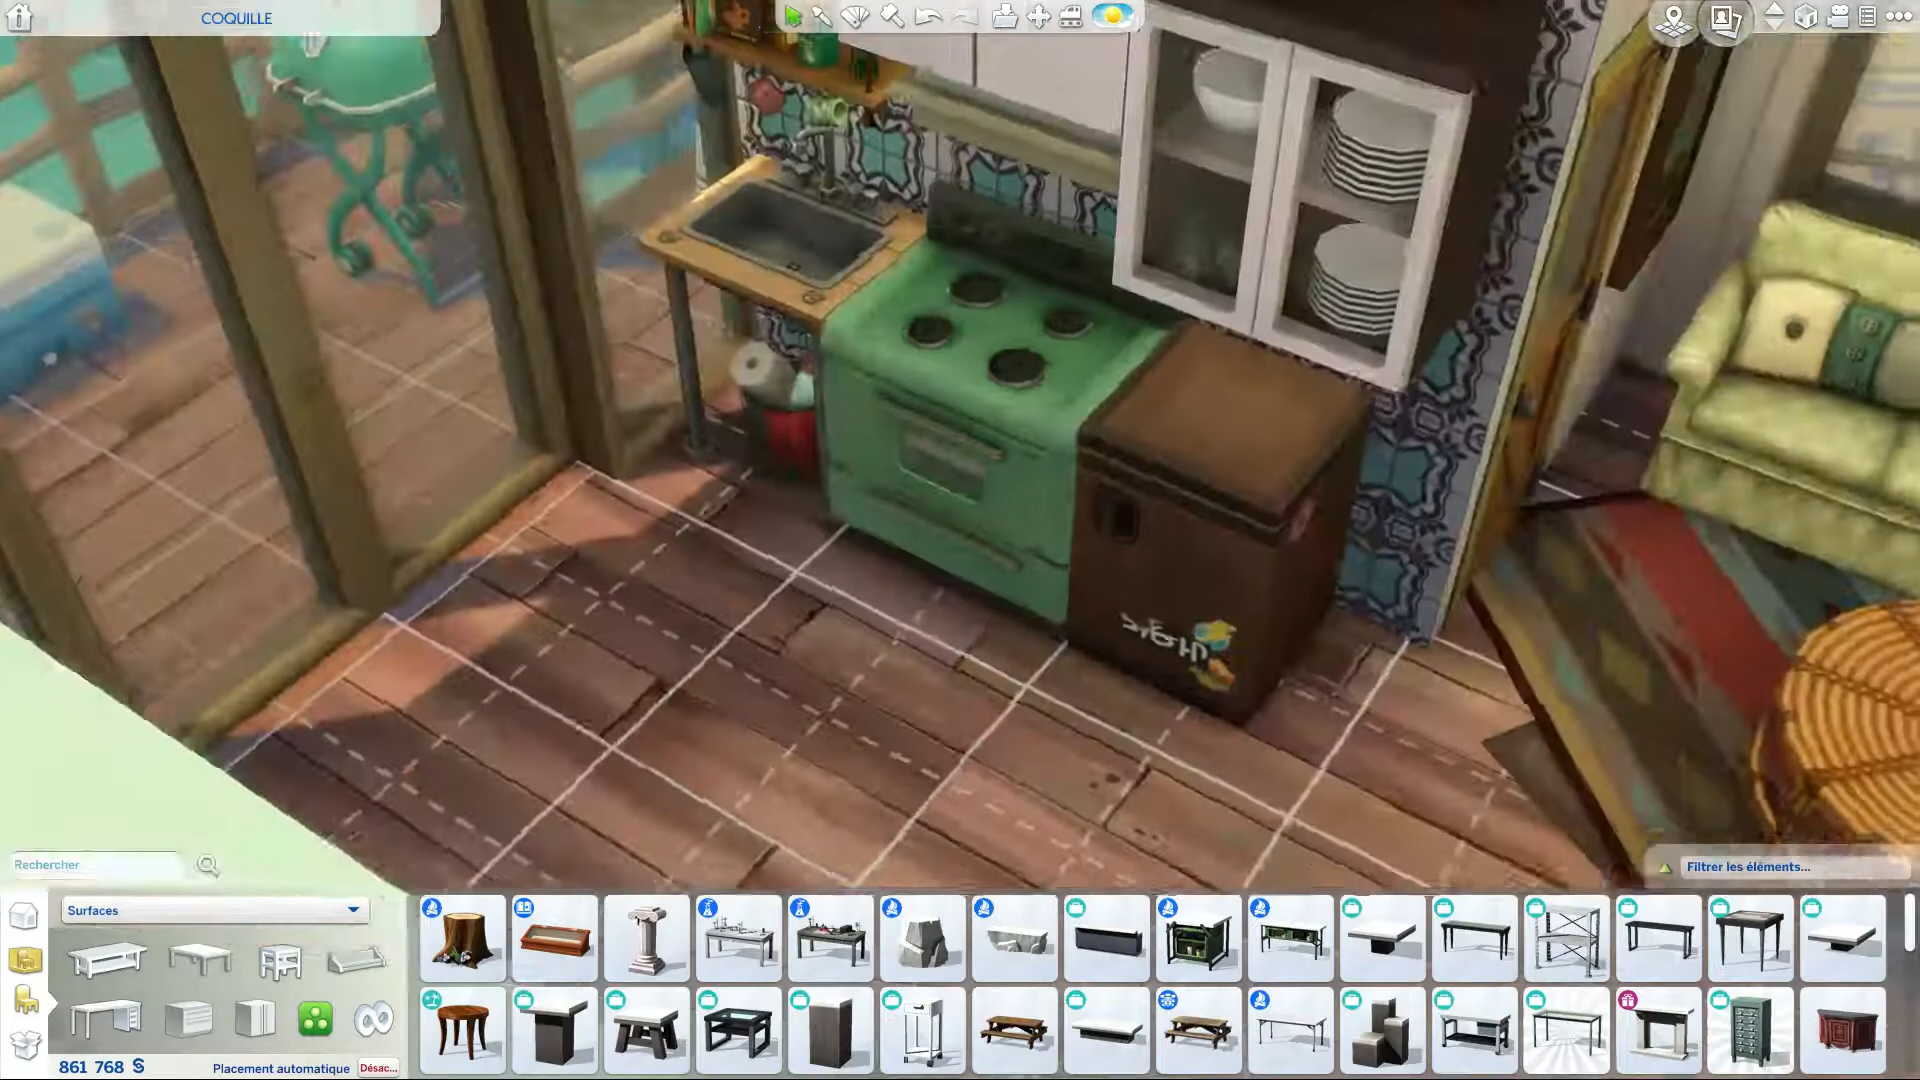 COQUILLE
Rechercher
Filtrer les éléments...
Surfaces
861 768 §
Placement automatique
Désac...